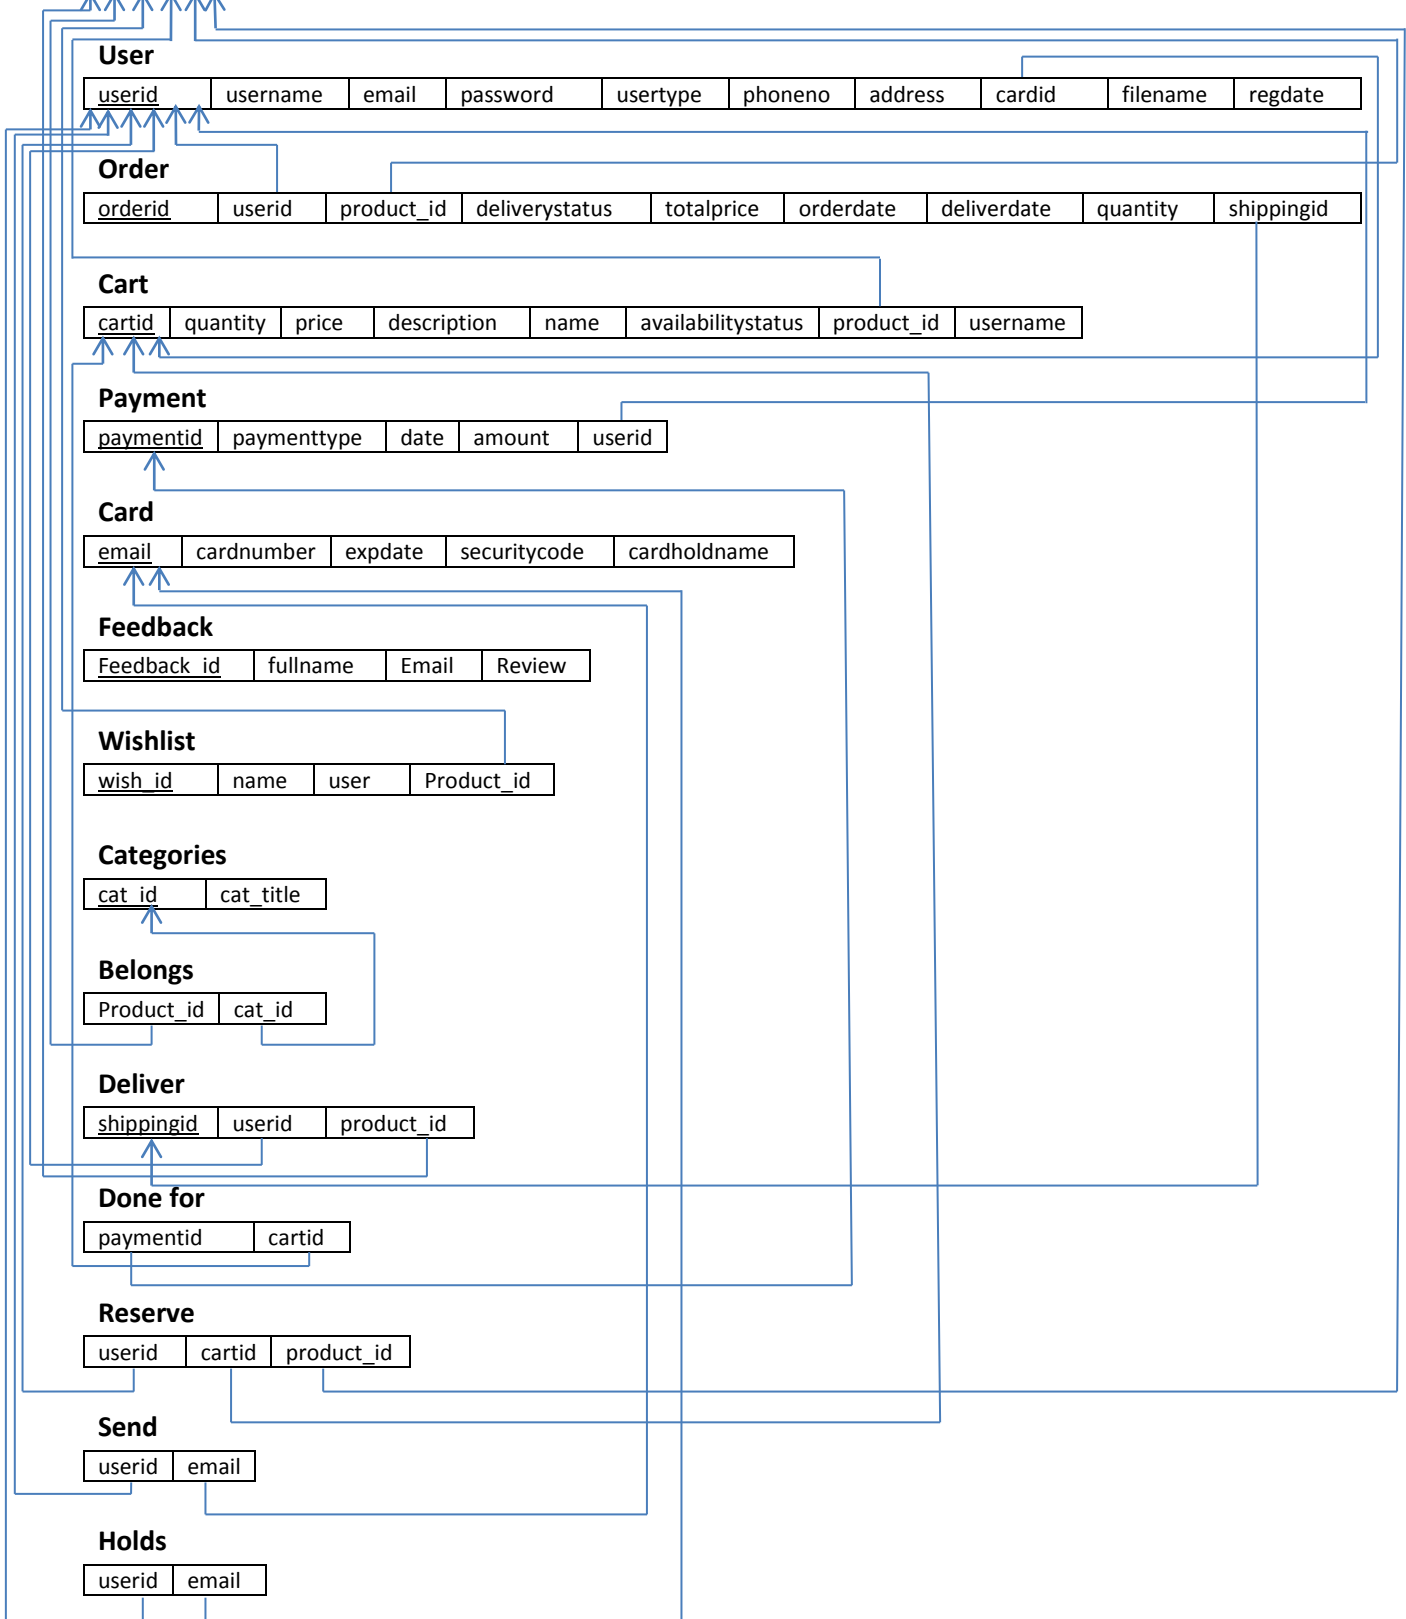 User
userid username email password usertype phoneno address cardid filename regdate
Order
orderid userid product_id deliverystatus totalprice orderdate deliverdate quantity shippingid
Cart
cartid quantity price description name availabilitystatus product_id username
Payment
paymentid paymenttype date amount userid
Card
email cardnumber expdate securitycode cardholdname
Feedback
Feedback_id fullname Email Review
Wishlist
wish_id name user Product_id
Categories
cat_id cat_title
Belongs
Product_id cat_id
Deliver
shippingid userid product_id
Done for
paymentid cartid
Reserve
userid cartid product_id
Send
userid email
Holds
userid email